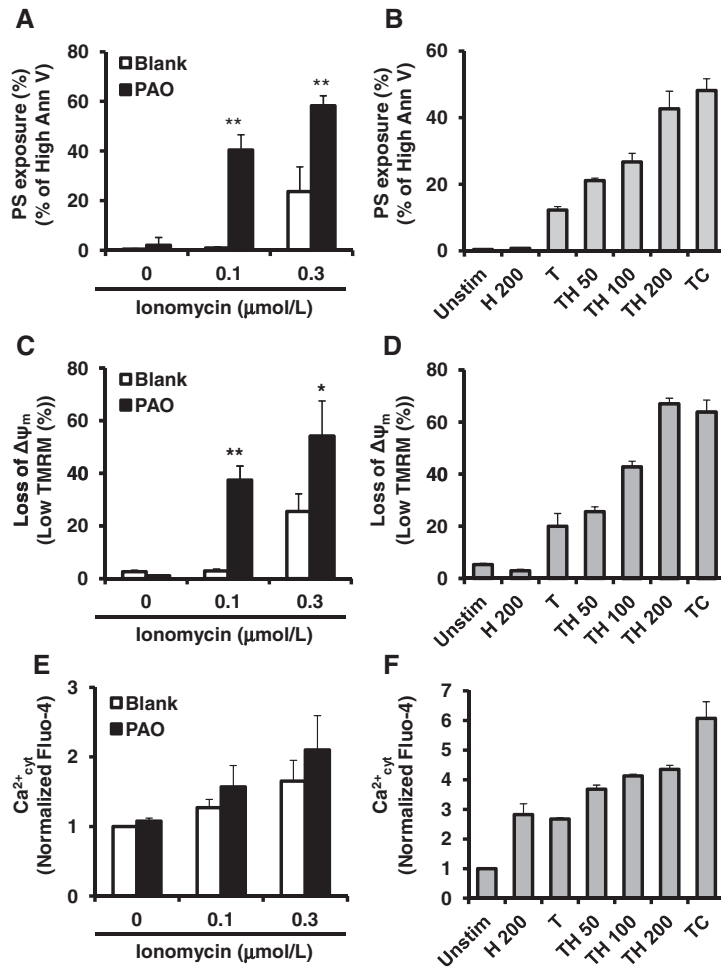 A
PS exposure (%)
(% of High Ann V)
80
60
40
20
0
Blank
PAO
**
**
0 0.1 0.3
Ionomycin (μmol/L)
B
PS exposure (%)
(% of High Ann V)
60
40
20
0
Unstim H 200 T TH 50 TH 100 TH 200 TC
C
Loss of Δψm
(Low TMRM (%))
80
60
40
20
0
Blank
PAO
**
*
0 0.1 0.3
Ionomycin (μmol/L)
D
Loss of Δψm
(Low TMRM (%))
80
60
40
20
0
Unstim H 200 T TH 50 TH 100 TH 200 TC
E
Ca2+cyt
(Normalized Fluo-4)
3
2
1
0
Blank
PAO
0 0.1 0.3
Ionomycin (μmol/L)
F
Ca2+cyt
(Normalized Fluo-4)
7
6
5
4
3
2
1
0
Unstim H 200 T TH 50 TH 100 TH 200 TC